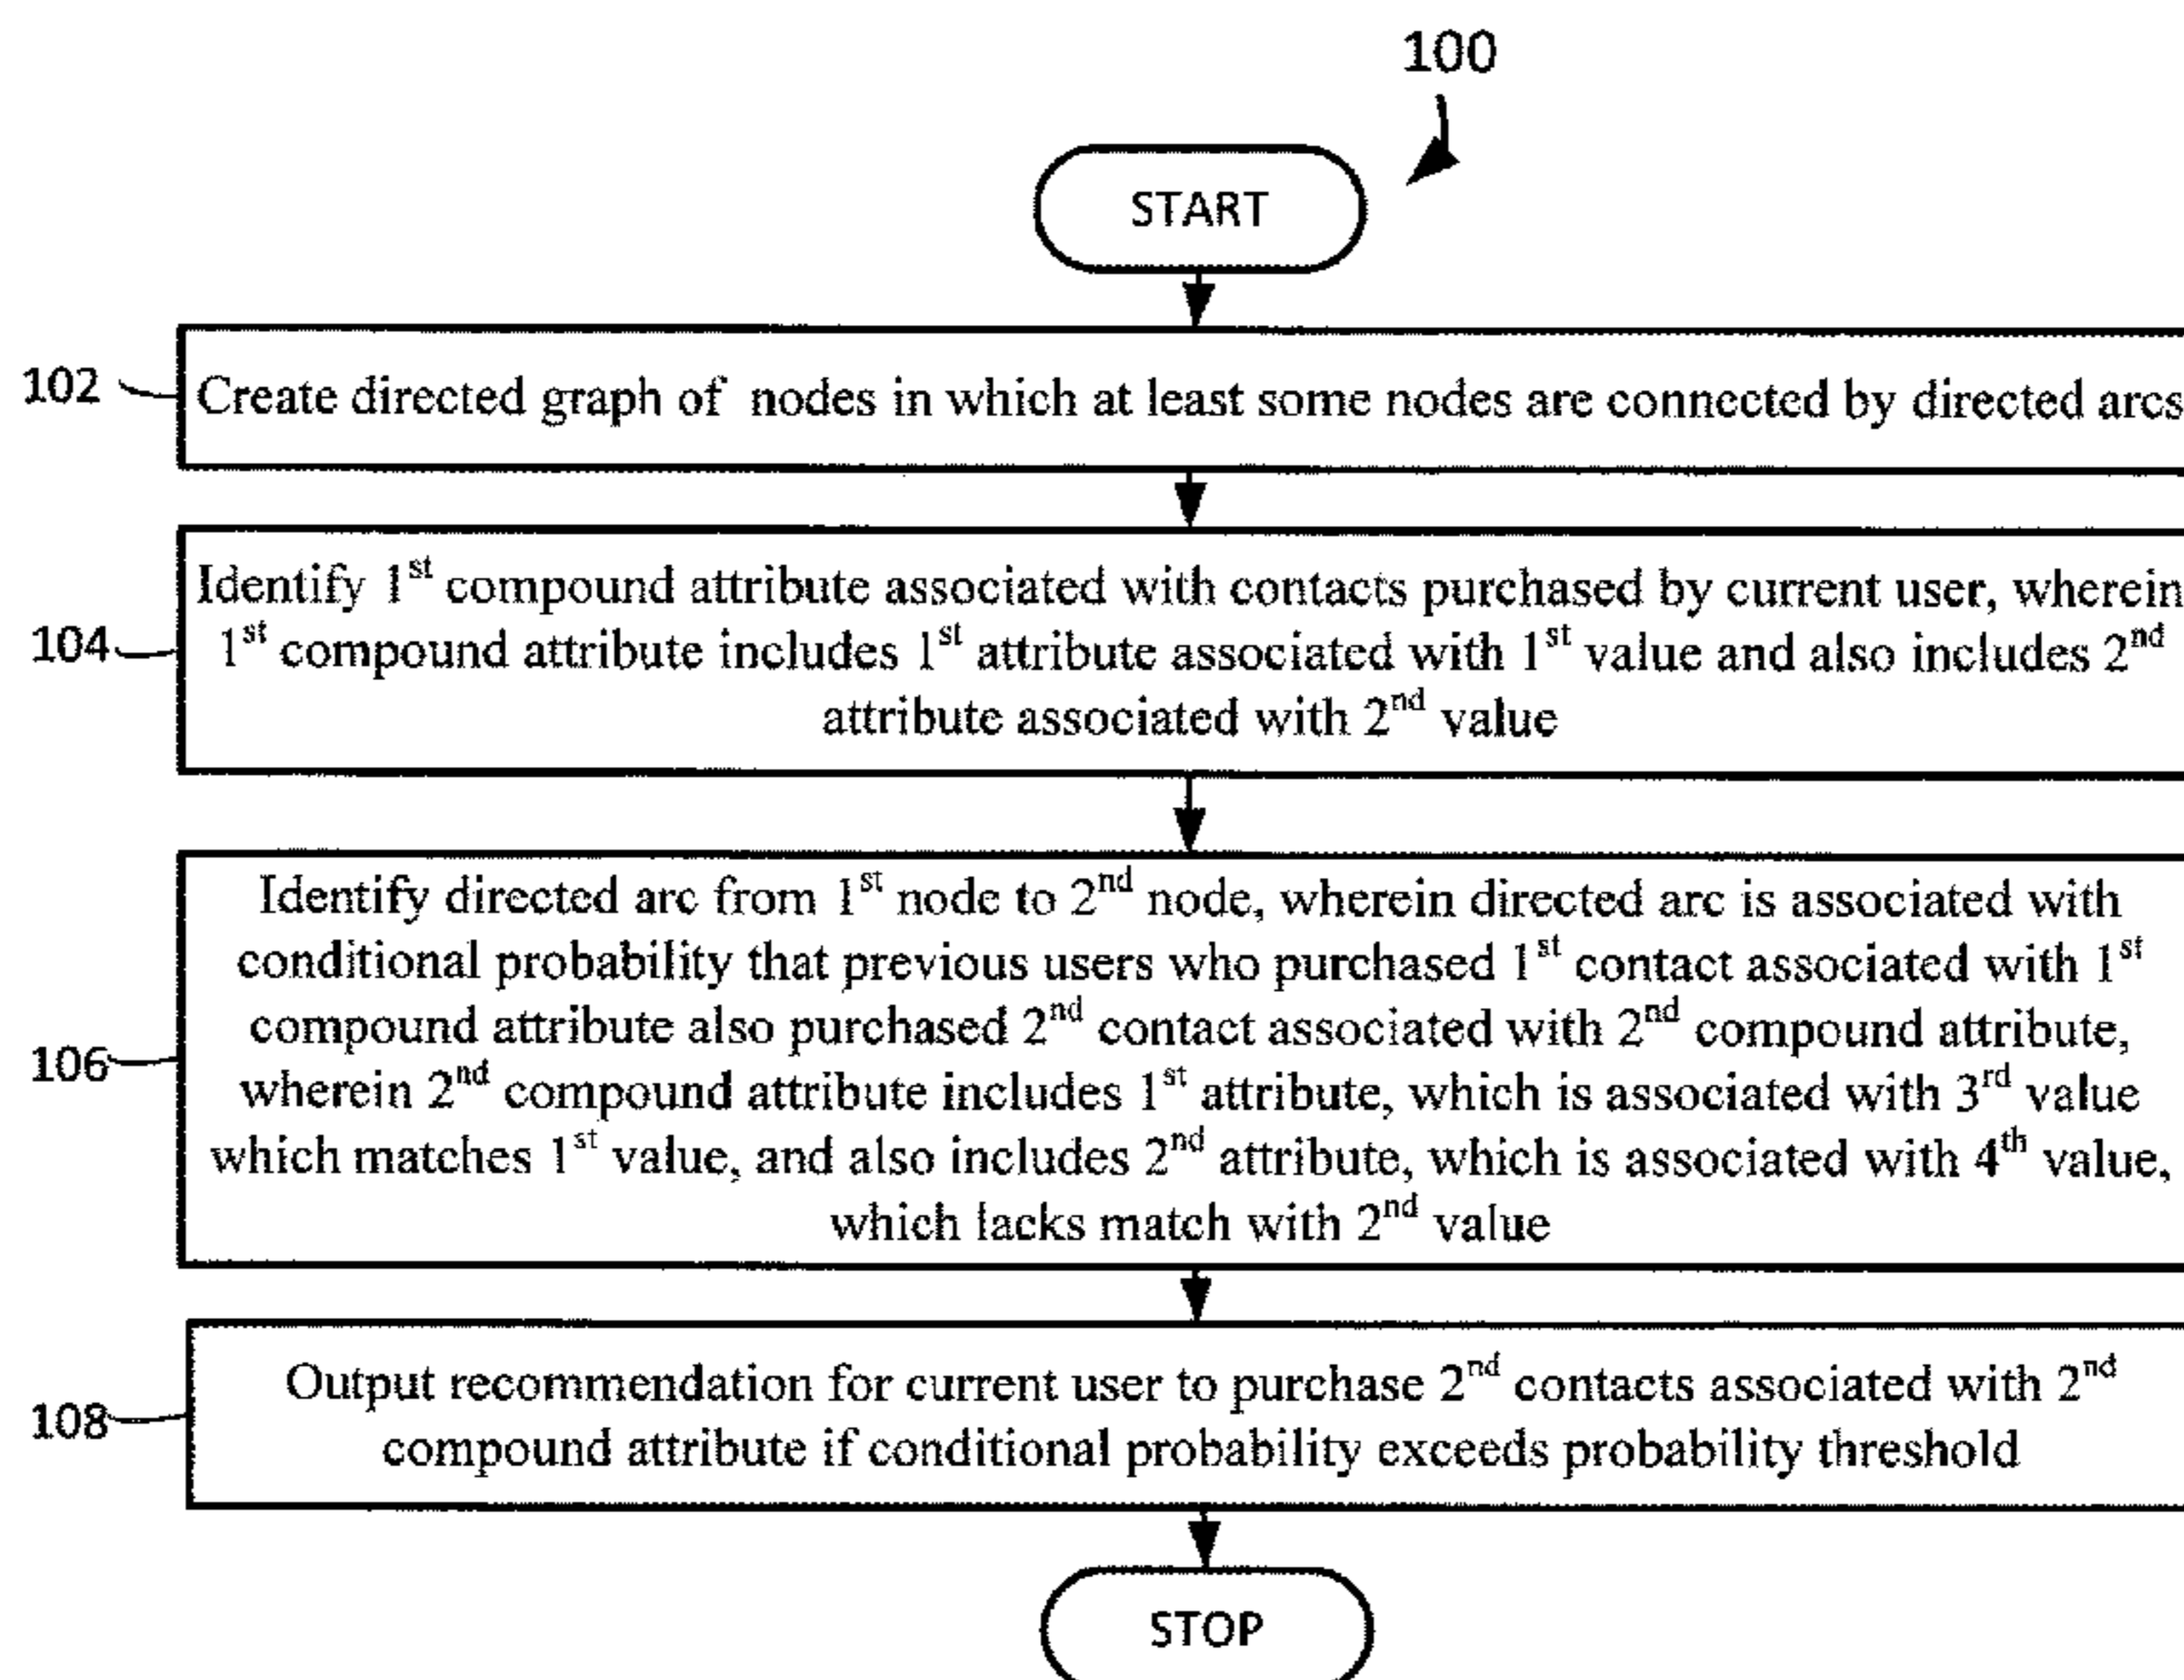 100
START
102
Create directed graph of nodes in which at least some nodes are connected by directed arcs
104
Identify 1st compound attribute associated with contacts purchased by current user, wherein
1st compound attribute includes 1st attribute associated with 1st value and also includes 2nd
attribute associated with 2nd value
106
Identify directed arc from 1st node to 2nd node, wherein directed arc is associated with
conditional probability that previous users who purchased 1st contact associated with 1st
compound attribute also purchased 2nd contact associated with 2nd compound attribute,
wherein 2nd compound attribute includes 1st attribute, which is associated with 3rd value
which matches 1st value, and also includes 2nd attribute, which is associated with 4th value,
which lacks match with 2nd value
108
Output recommendation for current user to purchase 2nd contacts associated with 2nd
compound attribute if conditional probability exceeds probability threshold
STOP